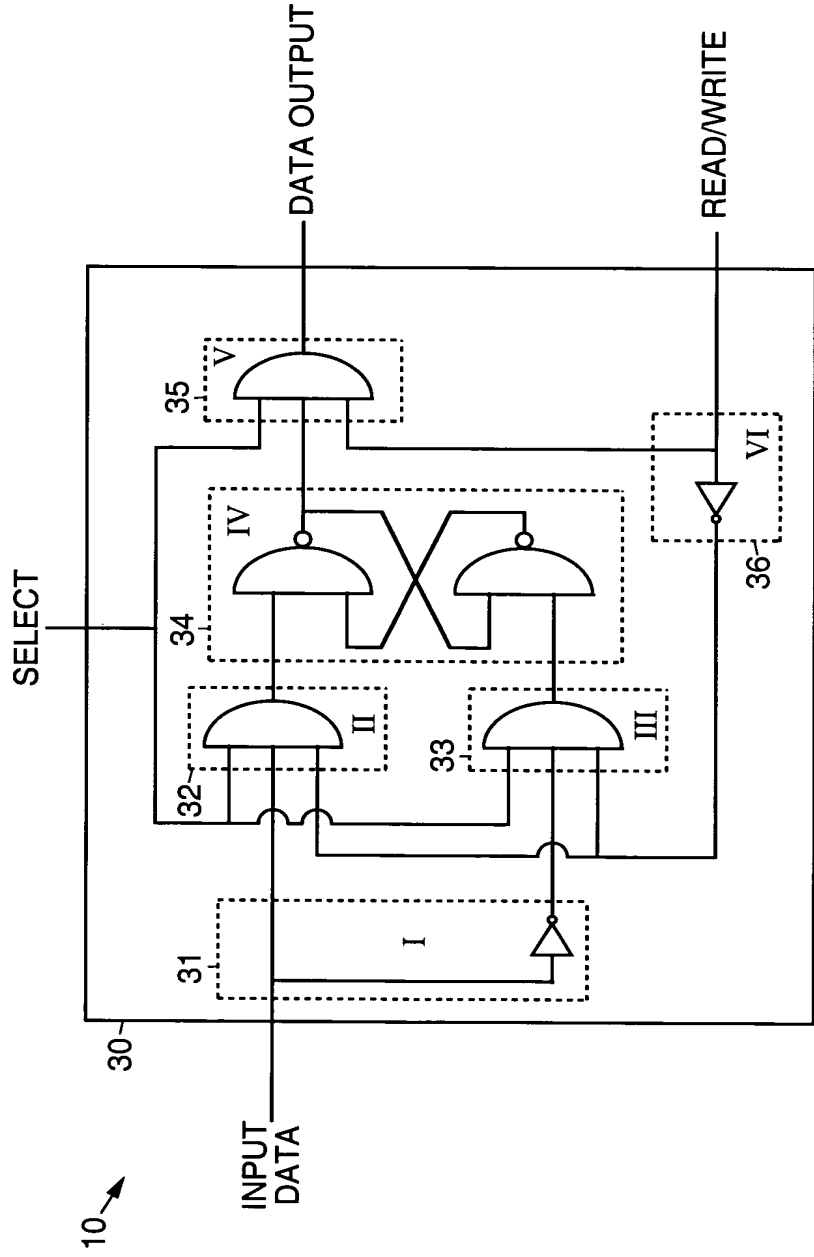 SELECT
DATA OUTPUT
READ/WRITE
INPUT
DATA
10
30
31
I
32
II
33
III
34
IV
35
V
36
VI